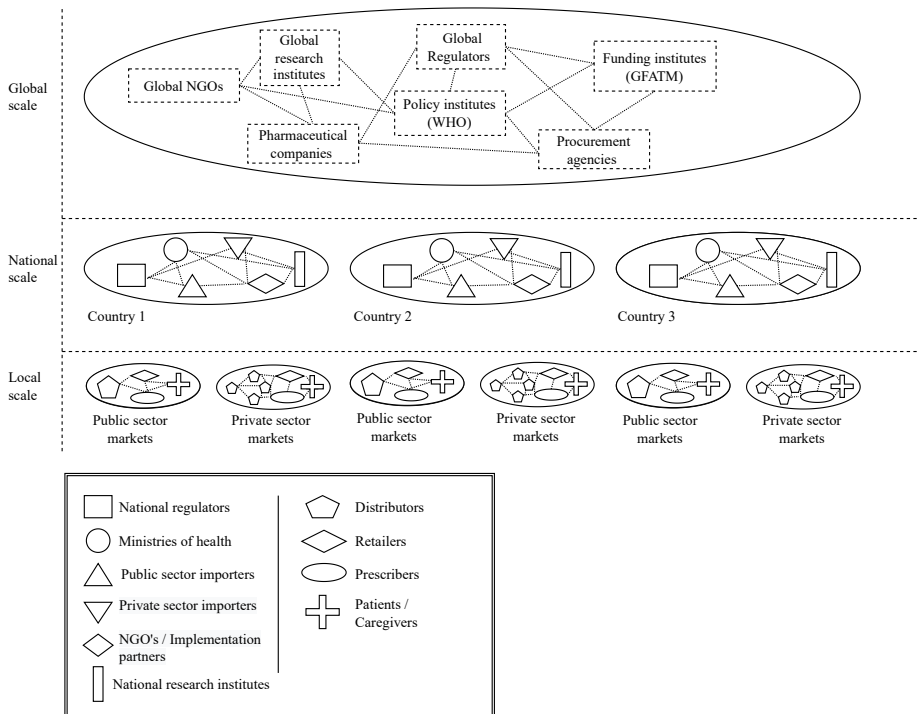 Global
scale
Global NGOs
Global
research
institutes
Pharmaceutical
companies
Global
Regulators
Policy institutes
(WHO)
Funding institutes
(GFATM)
Procurement
agencies
National
scale
Country 1
Country 2
Country 3
Local
scale
Public sector
markets
Private sector
markets
Public sector
markets
Private sector
markets
Public sector
markets
Private sector
markets
National regulators
Ministries of health
Public sector importers
Private sector importers
NGO's / Implementation
partners
National research institutes
Distributors
Retailers
Prescribers
Patients /
Caregivers